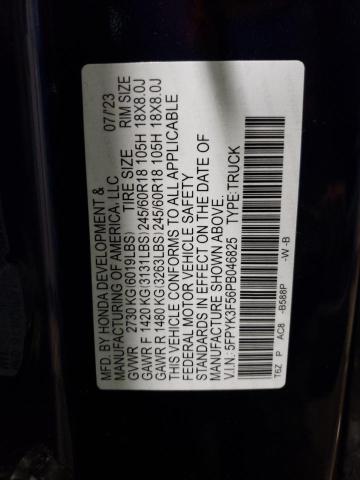 MFD. BY HONDA DEVELOPMENT & 07/'23
MANUFACTURING OF AMERICA, LLC
GVWR 2730 KG(6019LBS) TIRE SIZE RIM SIZE
GAWR F 1420 KG(3131LBS) 245/60R18 105H 18X8.0J
GAWR R 1480 KG(3263LBS) 245/60R18 105H 18X8.0J
THIS VEHICLE CONFORMS TO ALL APPLICABLE
FEDERAL MOTOR VEHICLE SAFETY
STANDARDS IN EFFECT ON THE DATE OF
MANUFACTURE SHOWN ABOVE.
V.I.N.: 5FPYK3F56PB046825 TYPE: TRUCK
T6Z P AC8 -B588P -W -B